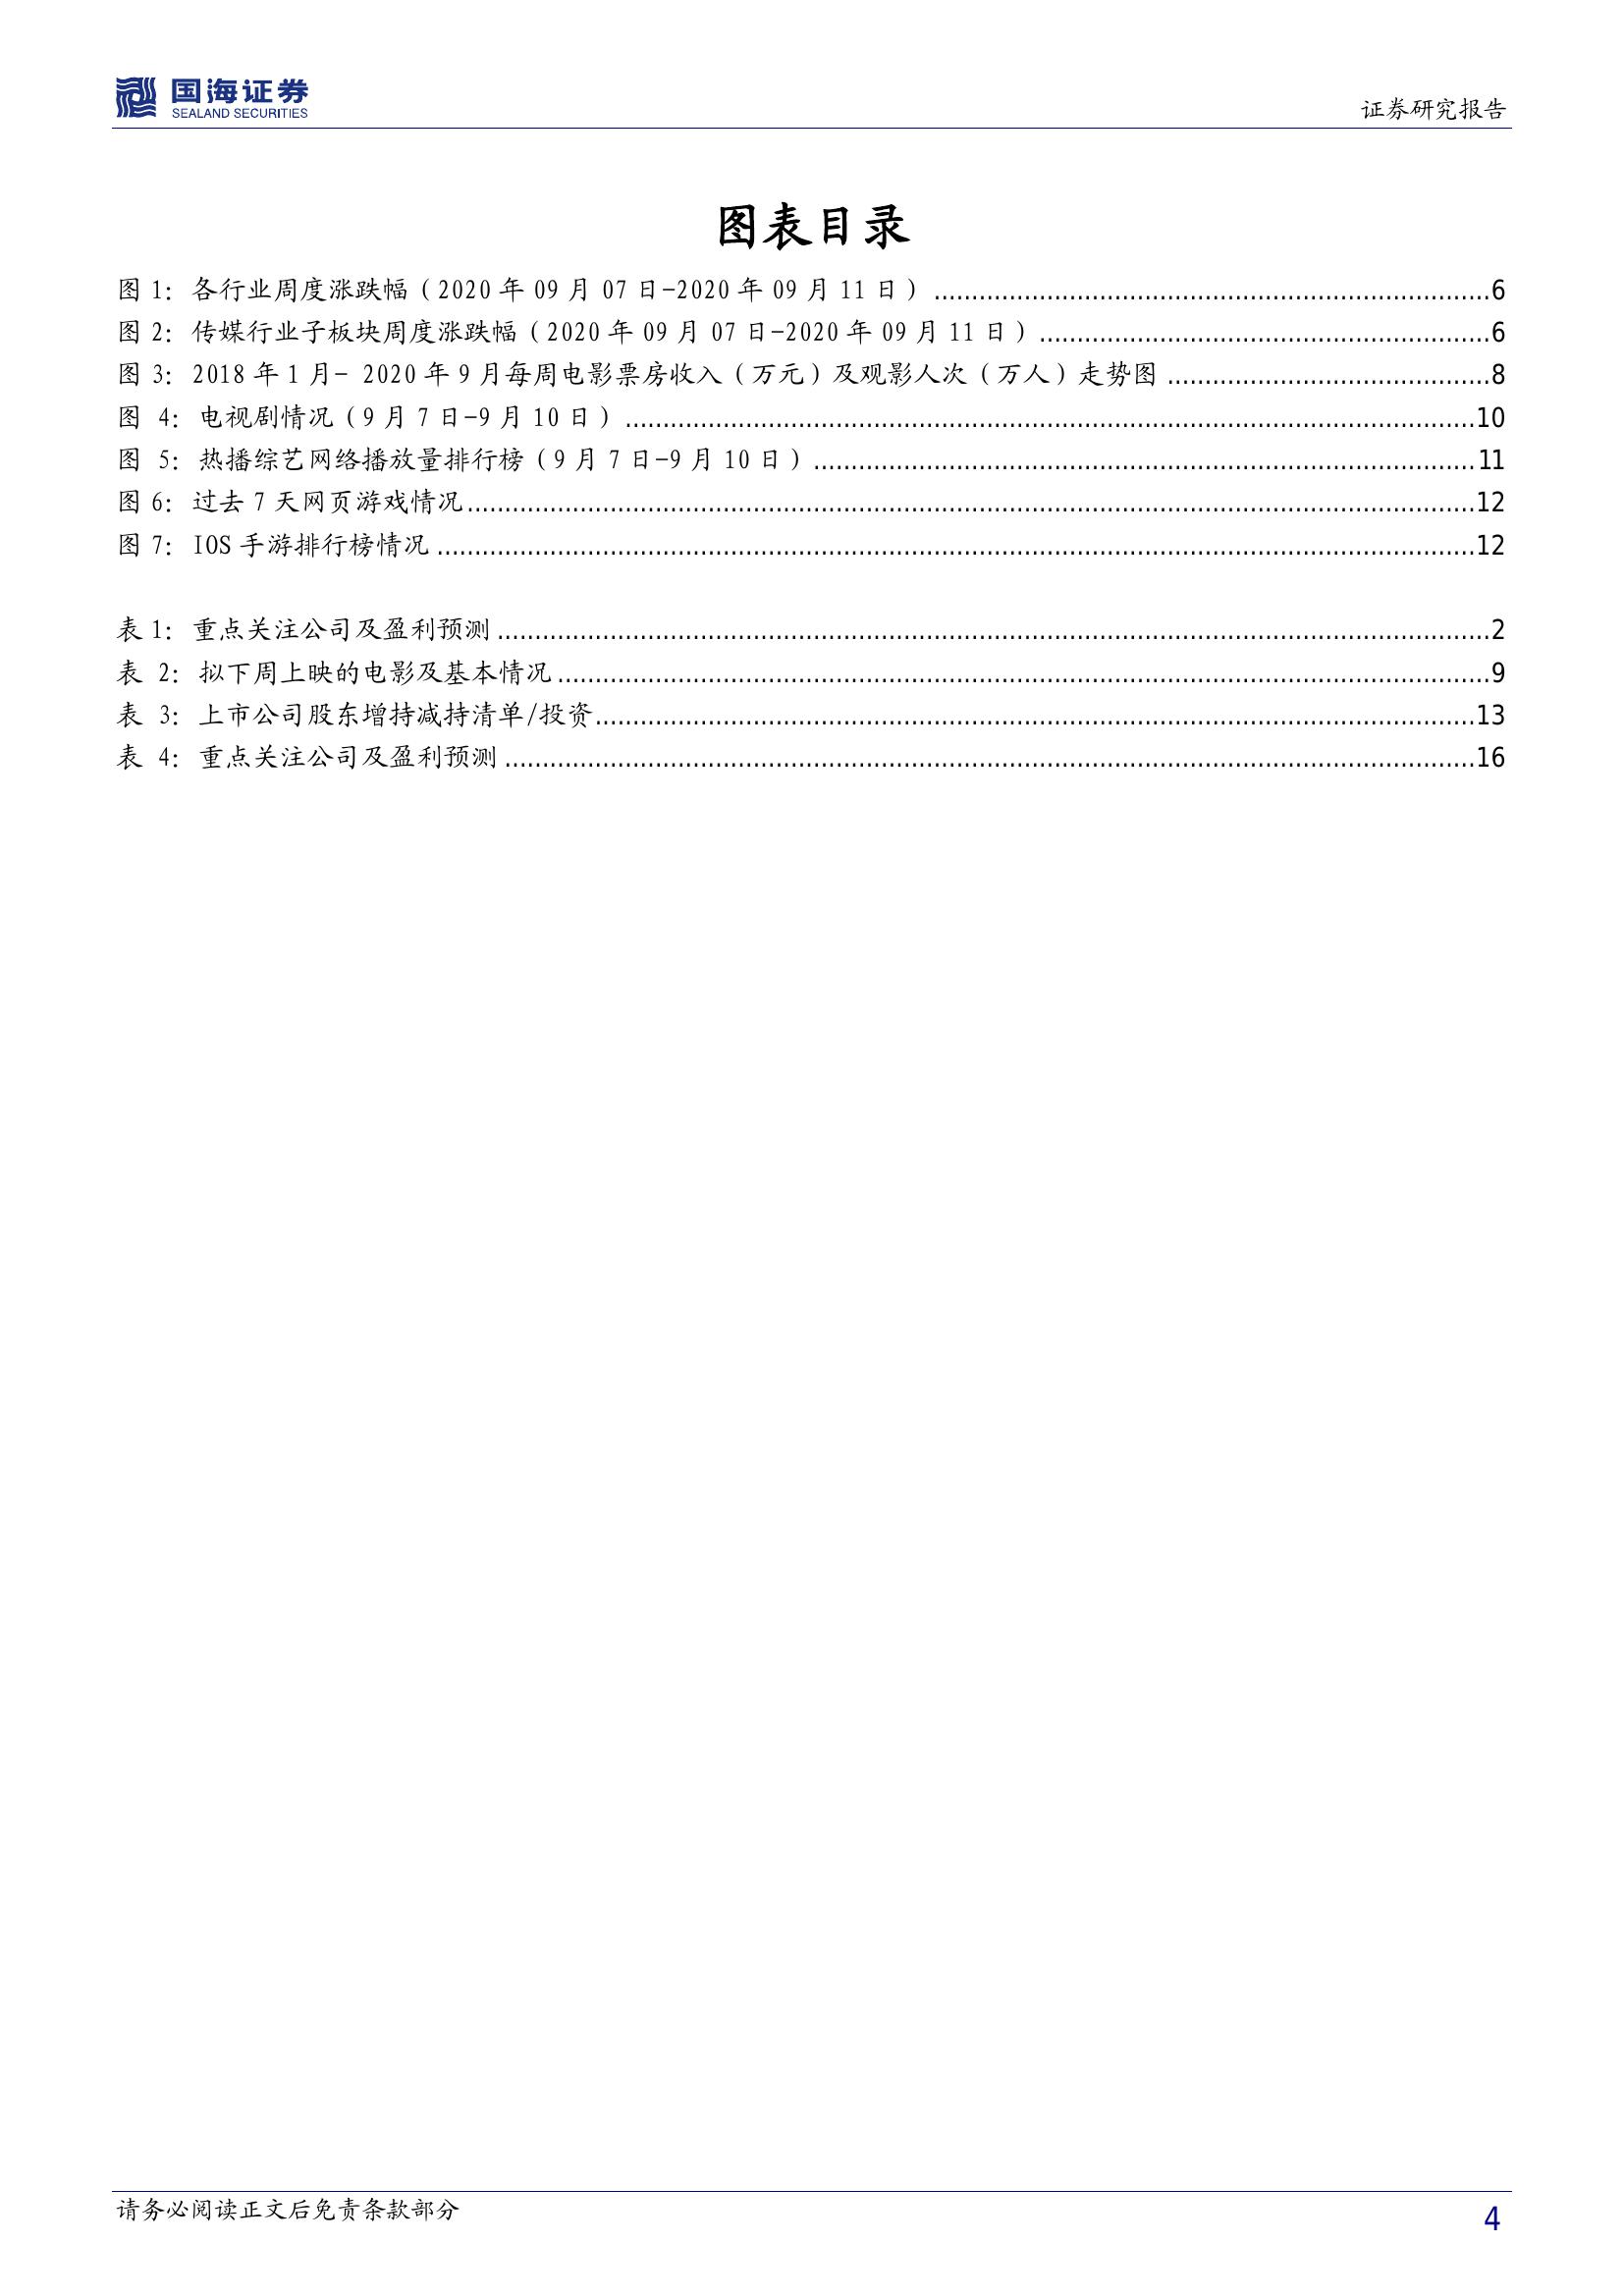 国海证券
SEALAND SECURITIES
证券研究报告
图表目录
图 1：各行业周度涨跌幅（2020 年 09 月 07 日-2020 年 09 月 11 日）........................................6
图 2：传媒行业子板块周度涨跌幅（2020 年 09 月 07 日-2020 年 09 月 11 日）........................................6
图 3：2018 年 1 月- 2020 年 9 月每周电影票房收入（万元）及观影人次（万人）走势图........................................8
图 4：电视剧情况（9 月 7 日-9 月 10 日）........................................10
图 5：热播综艺网络播放量排行榜（9 月 7 日-9 月 10 日）........................................11
图 6：过去 7 天网页游戏情况........................................12
图 7：IOS 手游排行榜情况........................................12
表 1：重点关注公司及盈利预测........................................2
表 2：拟下周上映的电影及基本情况........................................9
表 3：上市公司股东增持减持清单/投资........................................13
表 4：重点关注公司及盈利预测........................................16
请务必阅读正文后免责条款部分
4